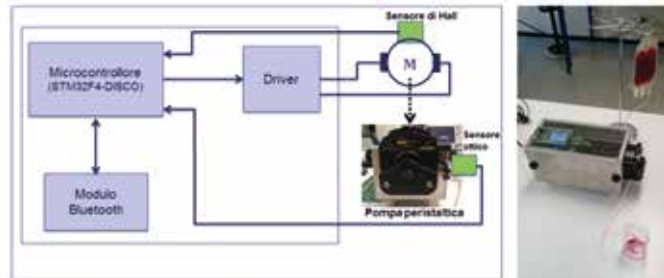 Sensore di Hall
Microcontrollore
(STM32F4-DISCO)
Driver
M
Sensore
ottico
Pompa peristaltica
Modulo
Bluetooth